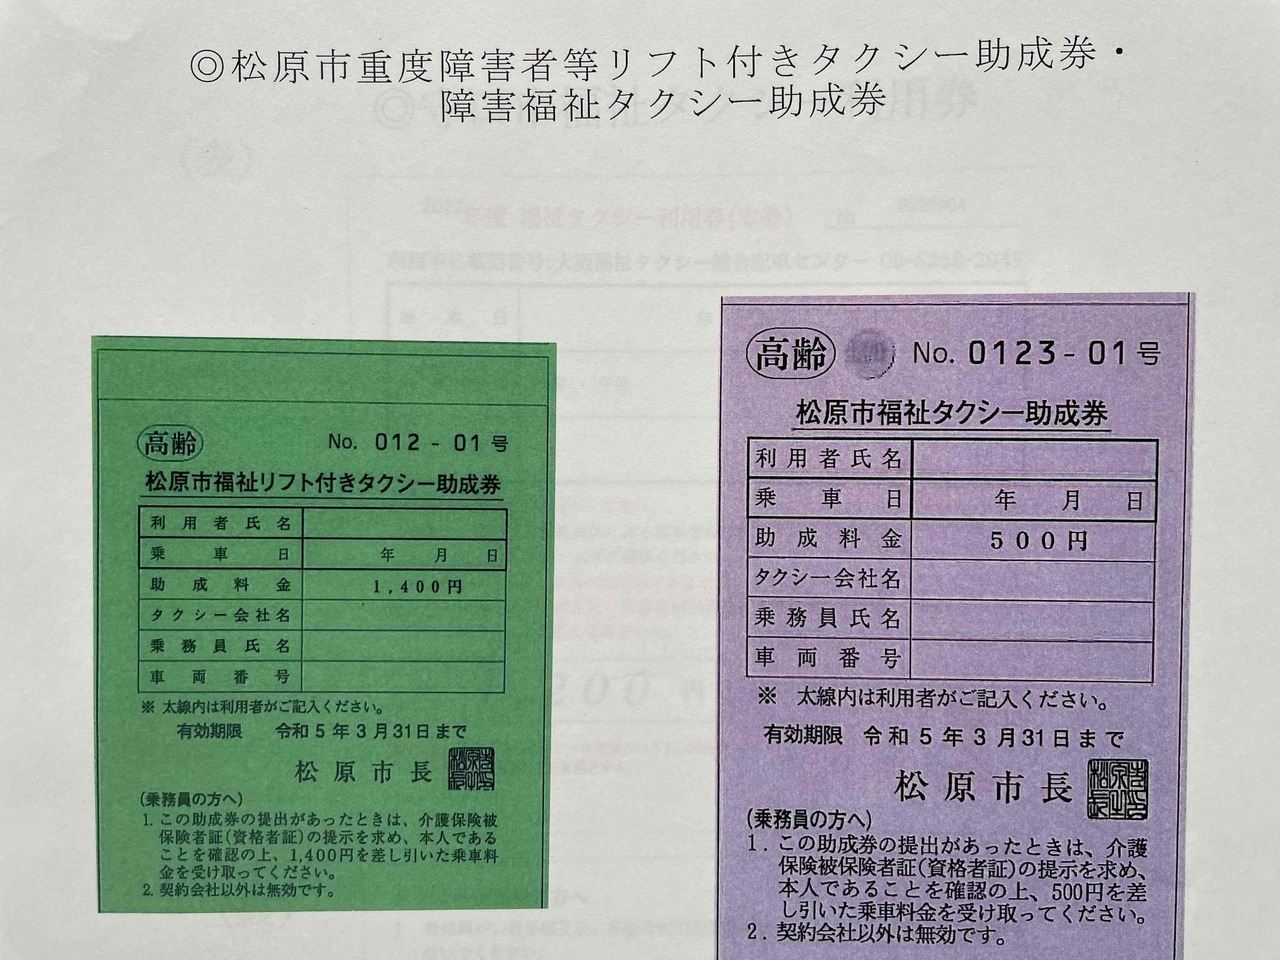 ◎松原市重度障害者等リフト付きタクシー助成券・
障害福祉タクシー助成券
高齢
No. 012 - 01 号
松原市福祉リフト付きタクシー助成券
利用者氏名
乗車日 年 月 日
助成料金 1,400円
タクシー会社名
乗務員氏名
車両番号
※ 太線内は利用者がご記入ください。
有効期限 令和5年3月31日まで
松原市長
(乗務員の方へ)
1. この助成券の提出があったときは、介護保険被
保険者証(資格者証)の提示を求め、本人である
ことを確認の上、1,400円を差し引いた乗車料
金を受け取ってください。
2. 契約会社以外は無効です。
高齢
No. 0123 - 01 号
松原市福祉タクシー助成券
利用者氏名
乗車日 年 月 日
助成料金 500円
タクシー会社名
乗務員氏名
車両番号
※ 太線内は利用者がご記入ください。
有効期限 令和5年3月31日まで
松原市長
(乗務員の方へ)
1. この助成券の提出があったときは、介護
保険被保険者証(資格者証)の提示を求め、
本人であることを確認の上、500円を差
し引いた乗車料金を受け取ってください。
2. 契約会社以外は無効です。